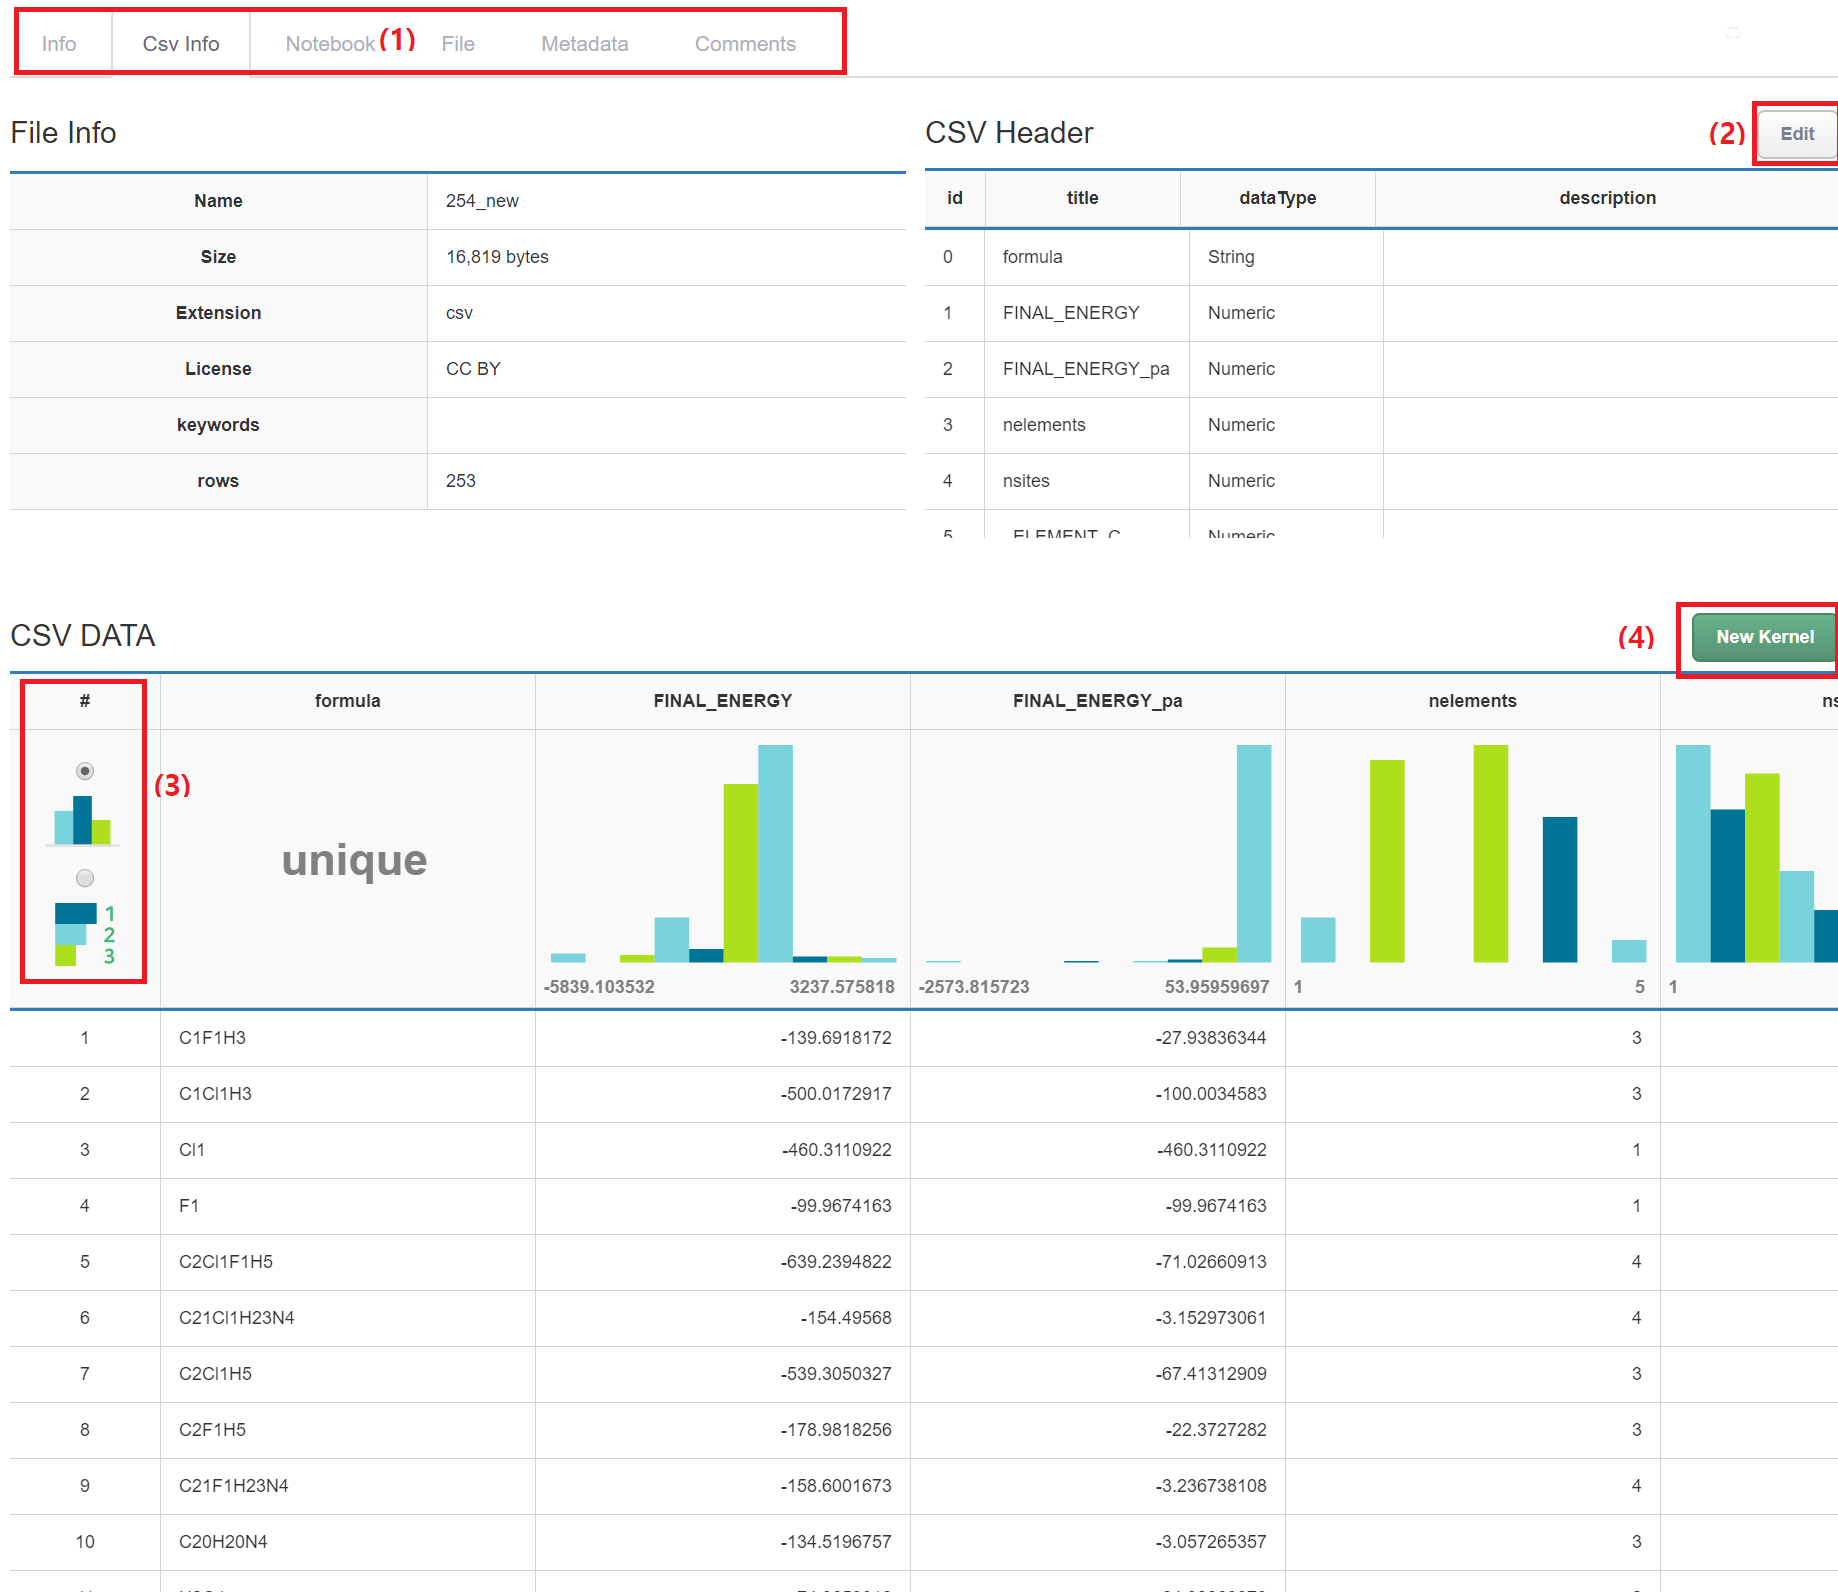 Info Csv Info Notebook (1) File Metadata Comments
File Info
Name 254_new
Size 16,819 bytes
Extension csv
License CC BY
keywords
rows 253
CSV Header (2) Edit
id title dataType description
0 formula String
1 FINAL_ENERGY Numeric
2 FINAL_ENERGY_pa Numeric
3 nelements Numeric
4 nsites Numeric
5 _ELEMENT_C Numeric
CSV DATA (4) New Kernel
# formula FINAL_ENERGY FINAL_ENERGY_pa nelements ns
(3)
unique
1
2
3
-5839.103532 3237.575818 -2573.815723 53.95959697 1 5 1
1 C1F1H3 -139.6918172 -27.93836344 3
2 C1Cl1H3 -500.0172917 -100.0034583 3
3 Cl1 -460.3110922 -460.3110922 1
4 F1 -99.9674163 -99.9674163 1
5 C2Cl1F1H5 -639.2394822 -71.02660913 4
6 C21Cl1H23N4 -154.49568 -3.152973061 4
7 C2Cl1H5 -539.3050327 -67.41312909 3
8 C2F1H5 -178.9818256 -22.3727282 3
9 C21F1H23N4 -158.6001673 -3.236738108 4
10 C20H20N4 -134.5196757 -3.057265357 3